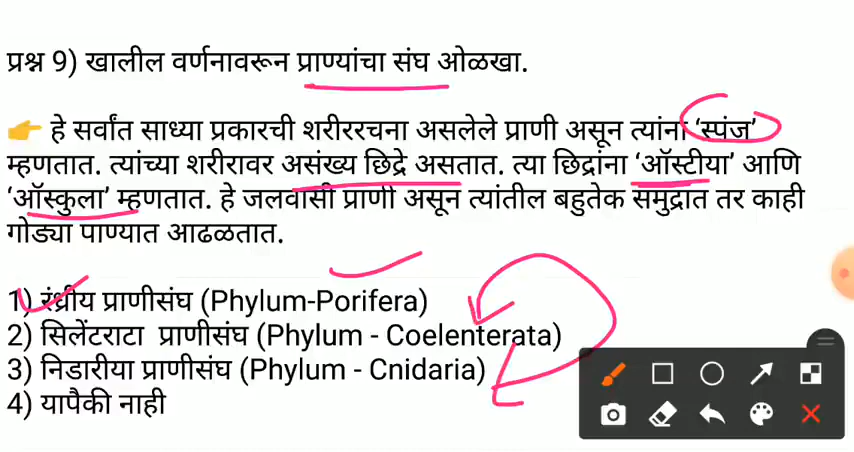 प्रश्न 9) खालील वर्णनावरून प्राण्यांचा संघ ओळखा.
👉 हे सर्वांत साध्या प्रकारची शरीररचना असलेले प्राणी असून त्यांना 'स्पंज'
म्हणतात. त्यांच्या शरीरावर असंख्य छिद्रे असतात. त्या छिद्रांना 'ऑस्टीया' आणि
'ऑस्कुला' म्हणतात. हे जलवासी प्राणी असून त्यांतील बहुतेक समुद्रात तर काही
गोड्या पाण्यात आढळतात.
1) रंध्रीय प्राणीसंघ (Phylum-Porifera)
2) सिलेंटराटा प्राणीसंघ (Phylum - Coelenterata)
3) निडारीया प्राणीसंघ (Phylum - Cnidaria)
4) यापैकी नाही